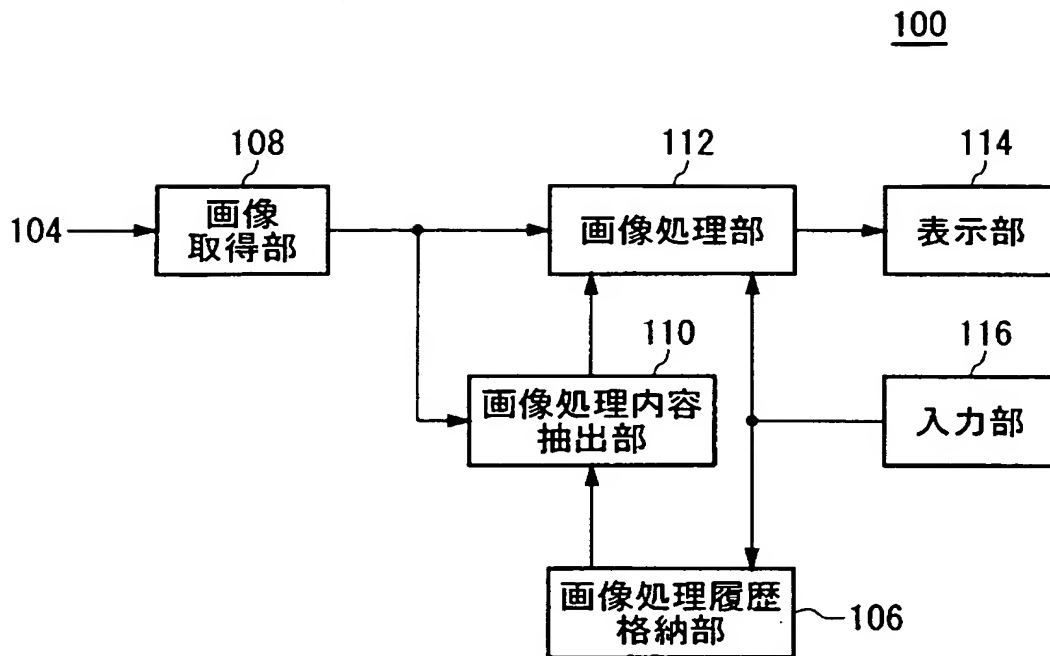 100
108
112
114
104
画像
取得部
画像処理部
表示部
110
116
画像処理内容
抽出部
入力部
画像処理履歴
格納部
106